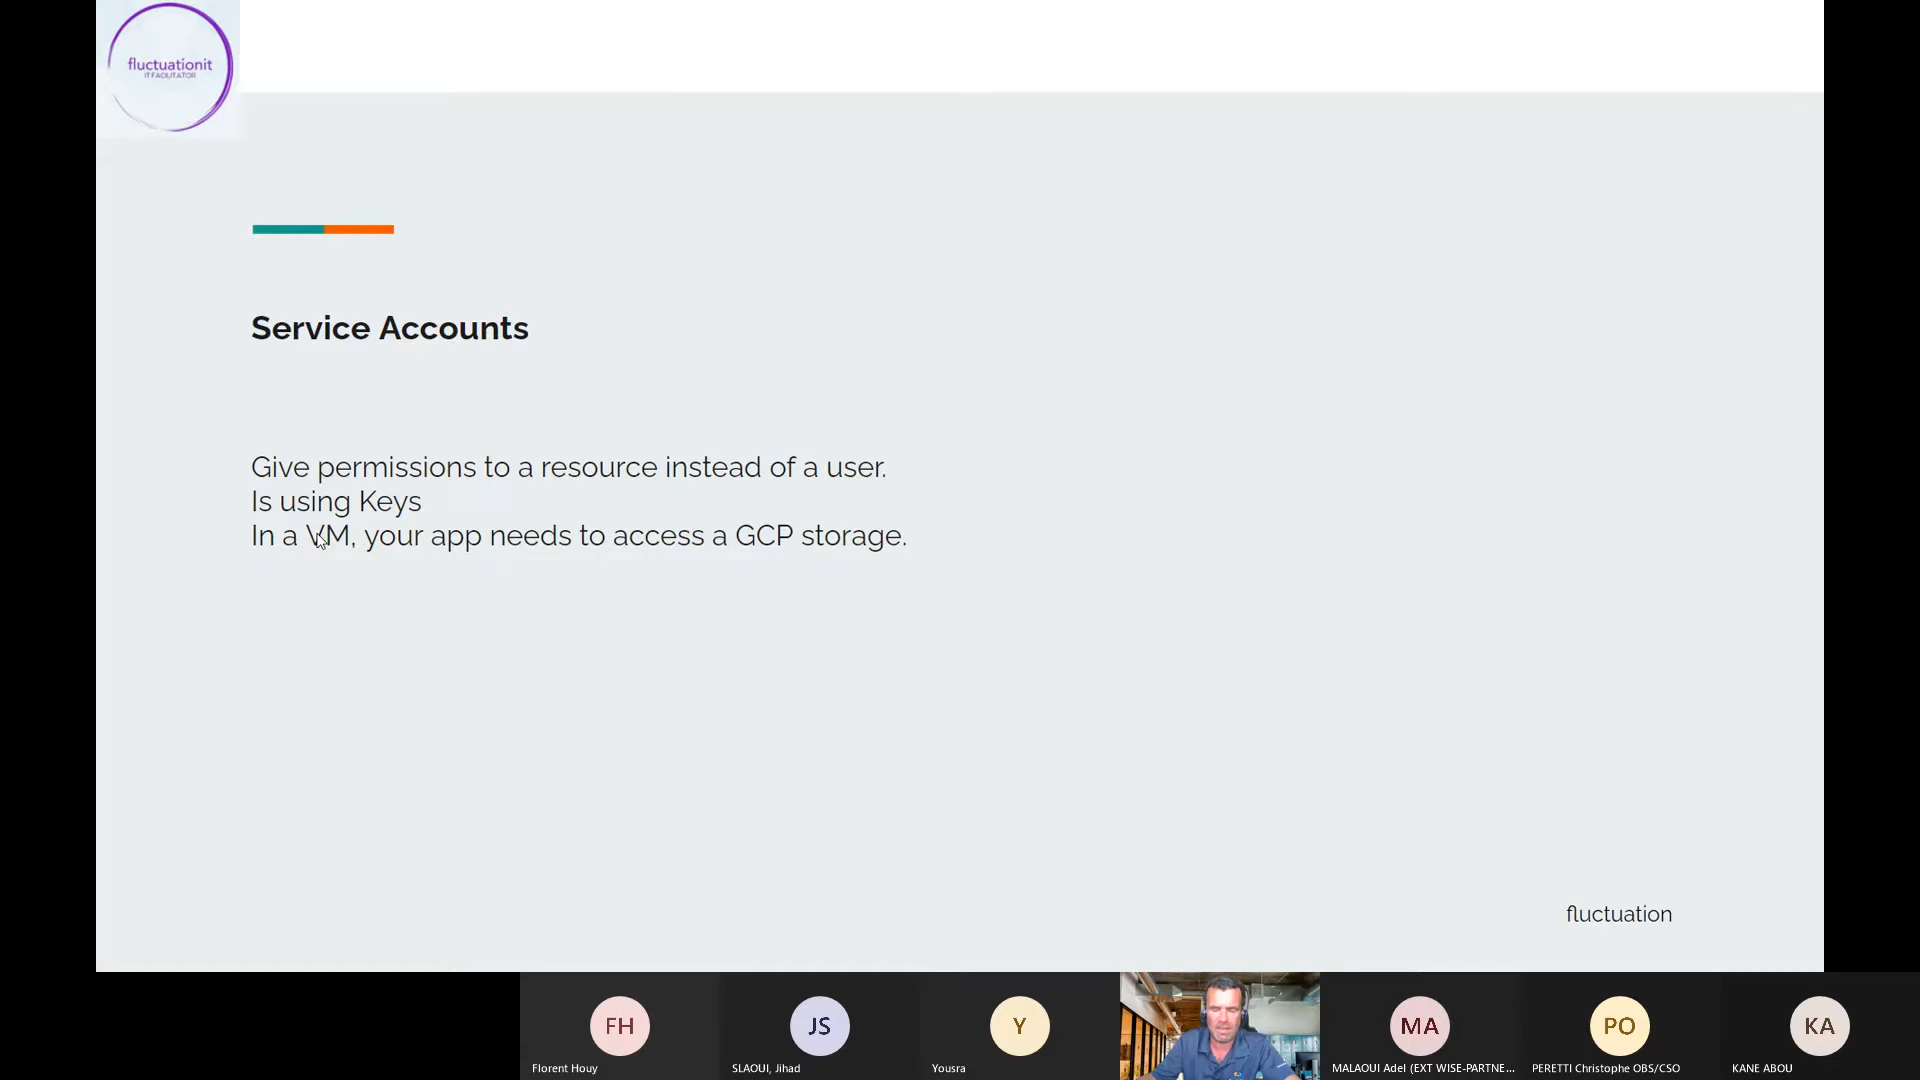 fluctuationit
IT FACILITATOR
Service Accounts
Give permissions to a resource instead of a user.
Is using Keys
In a VM, your app needs to access a GCP storage.
fluctuation
FH
JS
Y
MA
PO
KA
Florent Houy
SLAOUI, Jihad
Yousra
MALAOUI Adel (EXT WISE-PARTNE...
PERETTI Christophe OBS/CSO
KANE ABOU